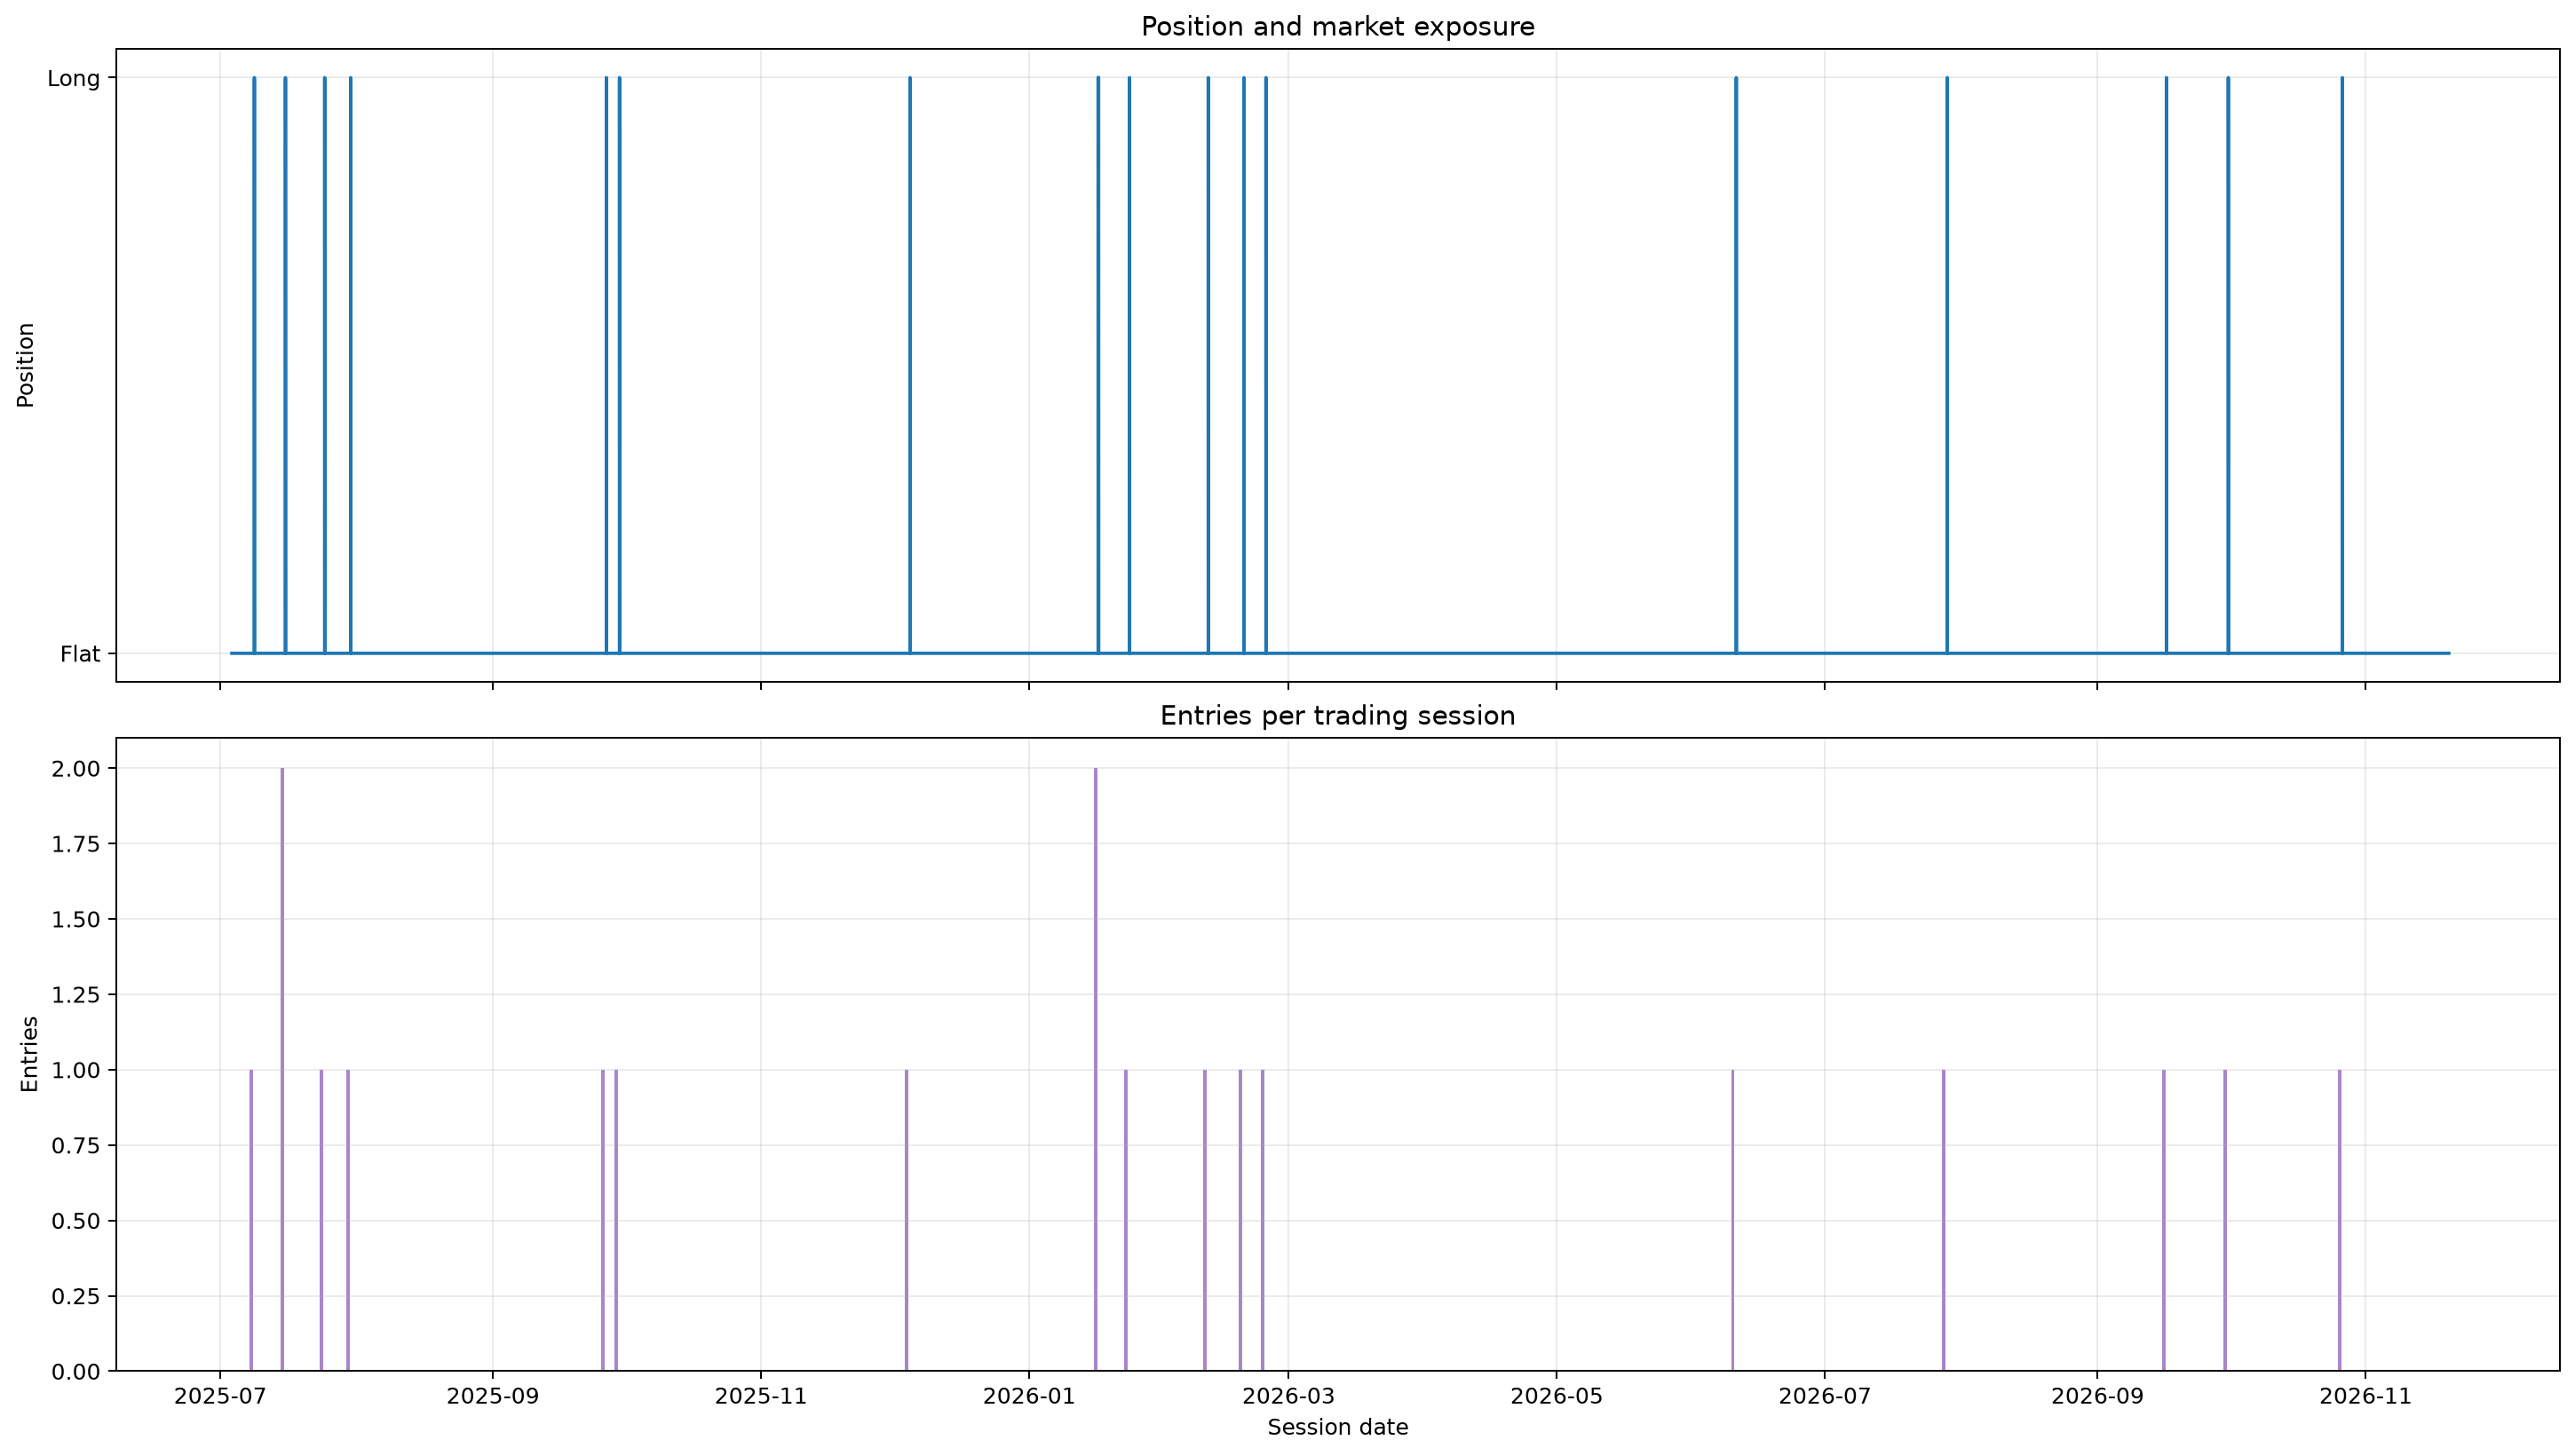 Position and market exposure
Long
Flat
Position
Entries per trading session
2.00
1.75
1.50
1.25
1.00
0.75
0.50
0.25
0.00
Entries
2025-07 2025-09 2025-11 2026-01 2026-03 2026-05 2026-07 2026-09 2026-11
Session date